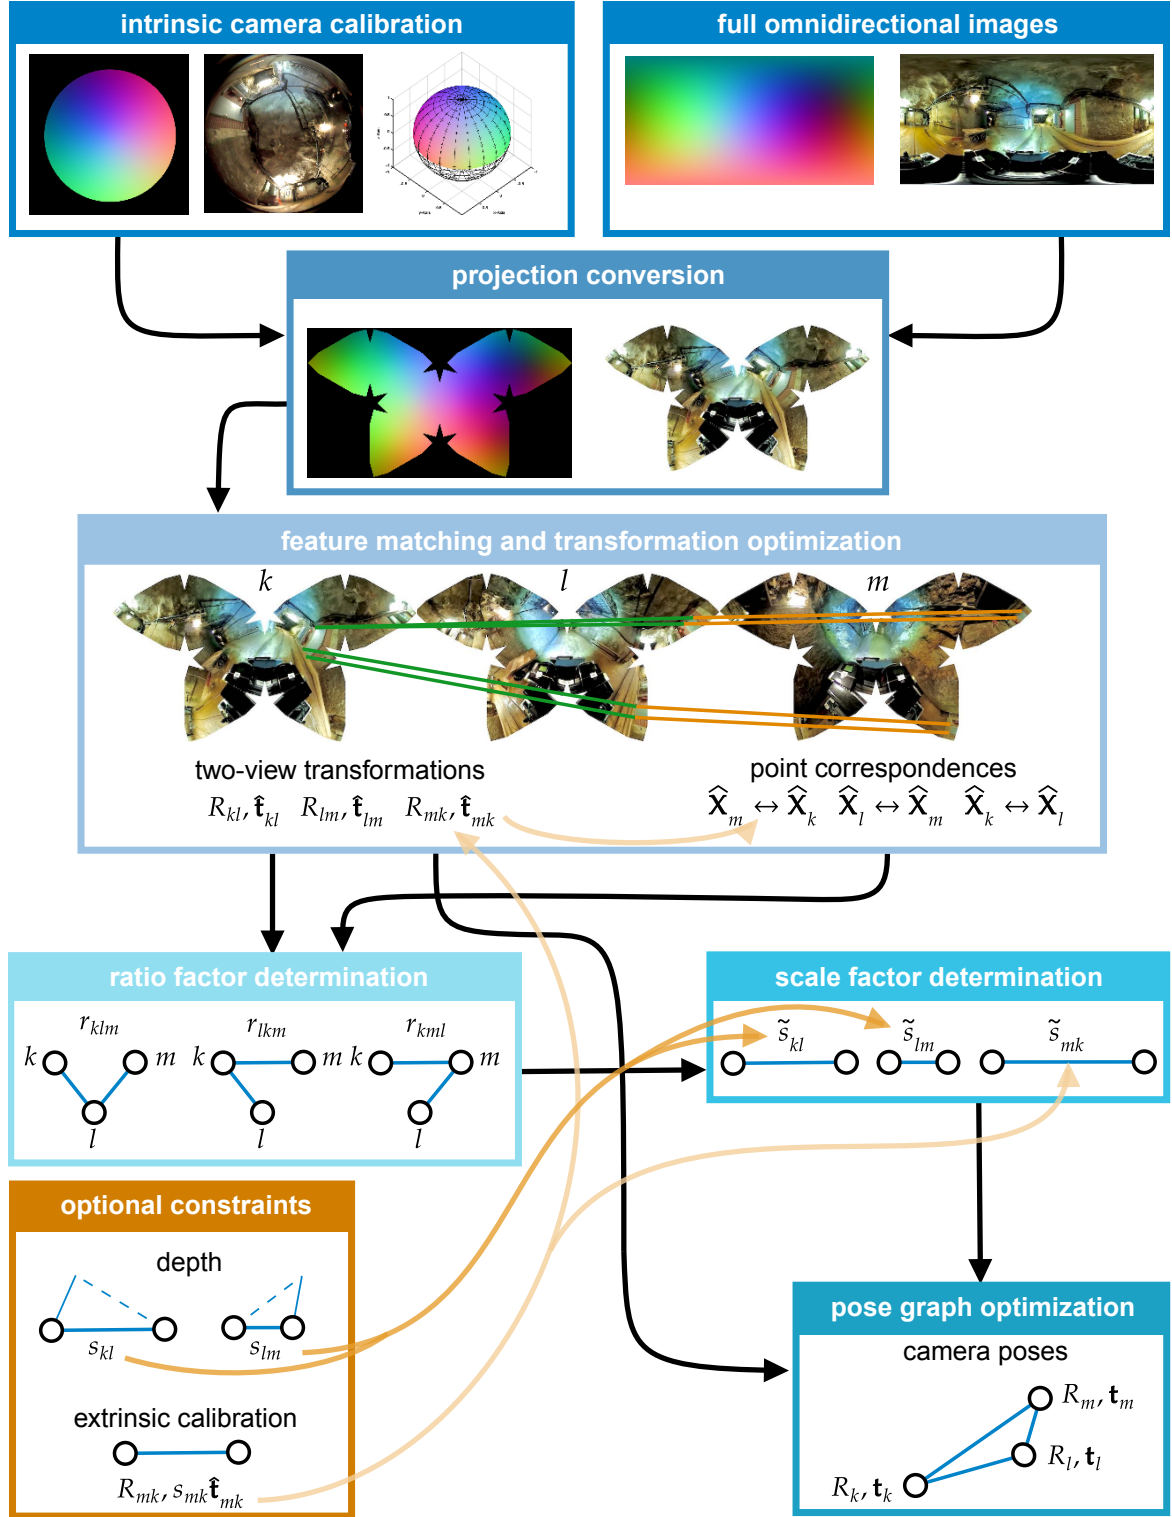 intrinsic camera calibration
full omnidirectional images
projection conversion
feature matching and transformation optimization
k l m
two-view transformations
point correspondences
R_kl, t̂_kl R_lm, t̂_lm R_mk, t̂_mk
X̂_m ↔ X̂_k X̂_l ↔ X̂_m X̂_k ↔ X̂_l
ratio factor determination
r_klm r_lkm r_kml
k m k m k m
l l l
scale factor determination
s̃_kl s̃_lm s̃_mk
optional constraints
depth
s_kl s_lm
extrinsic calibration
R_mk, s_mk t̂_mk
pose graph optimization
camera poses
R_m, t_m
R_l, t_l
R_k, t_k